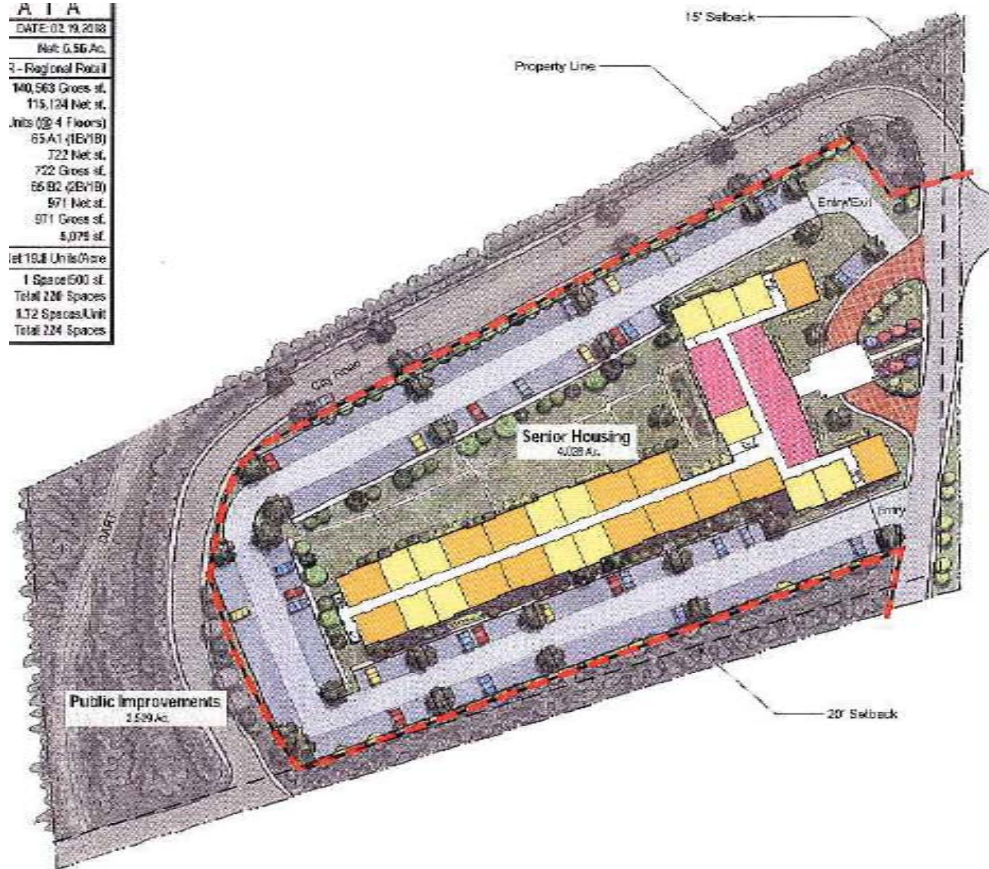 A T A
DATE: 02.19.2018
Net: 6.56 Ac.
R - Regional Retail
140,563 Gross sf.
115,124 Net sf.
Units (@ 4 Floors)
65 A1 (1B/1B)
722 Net sf.
722 Gross sf.
65 B2 (2B/1B)
971 Net sf.
971 Gross sf.
5,079 sf.
Net 19.8 Units/Acre
1 Space/500 sf.
Total 220 Spaces
1.72 Spaces/Unit
Total 224 Spaces
15' Setback
Property Line
Entry/Exit
City Road
Senior Housing
4.028 Ac.
Entry
DART
Public Improvements
2.529 Ac.
20' Setback